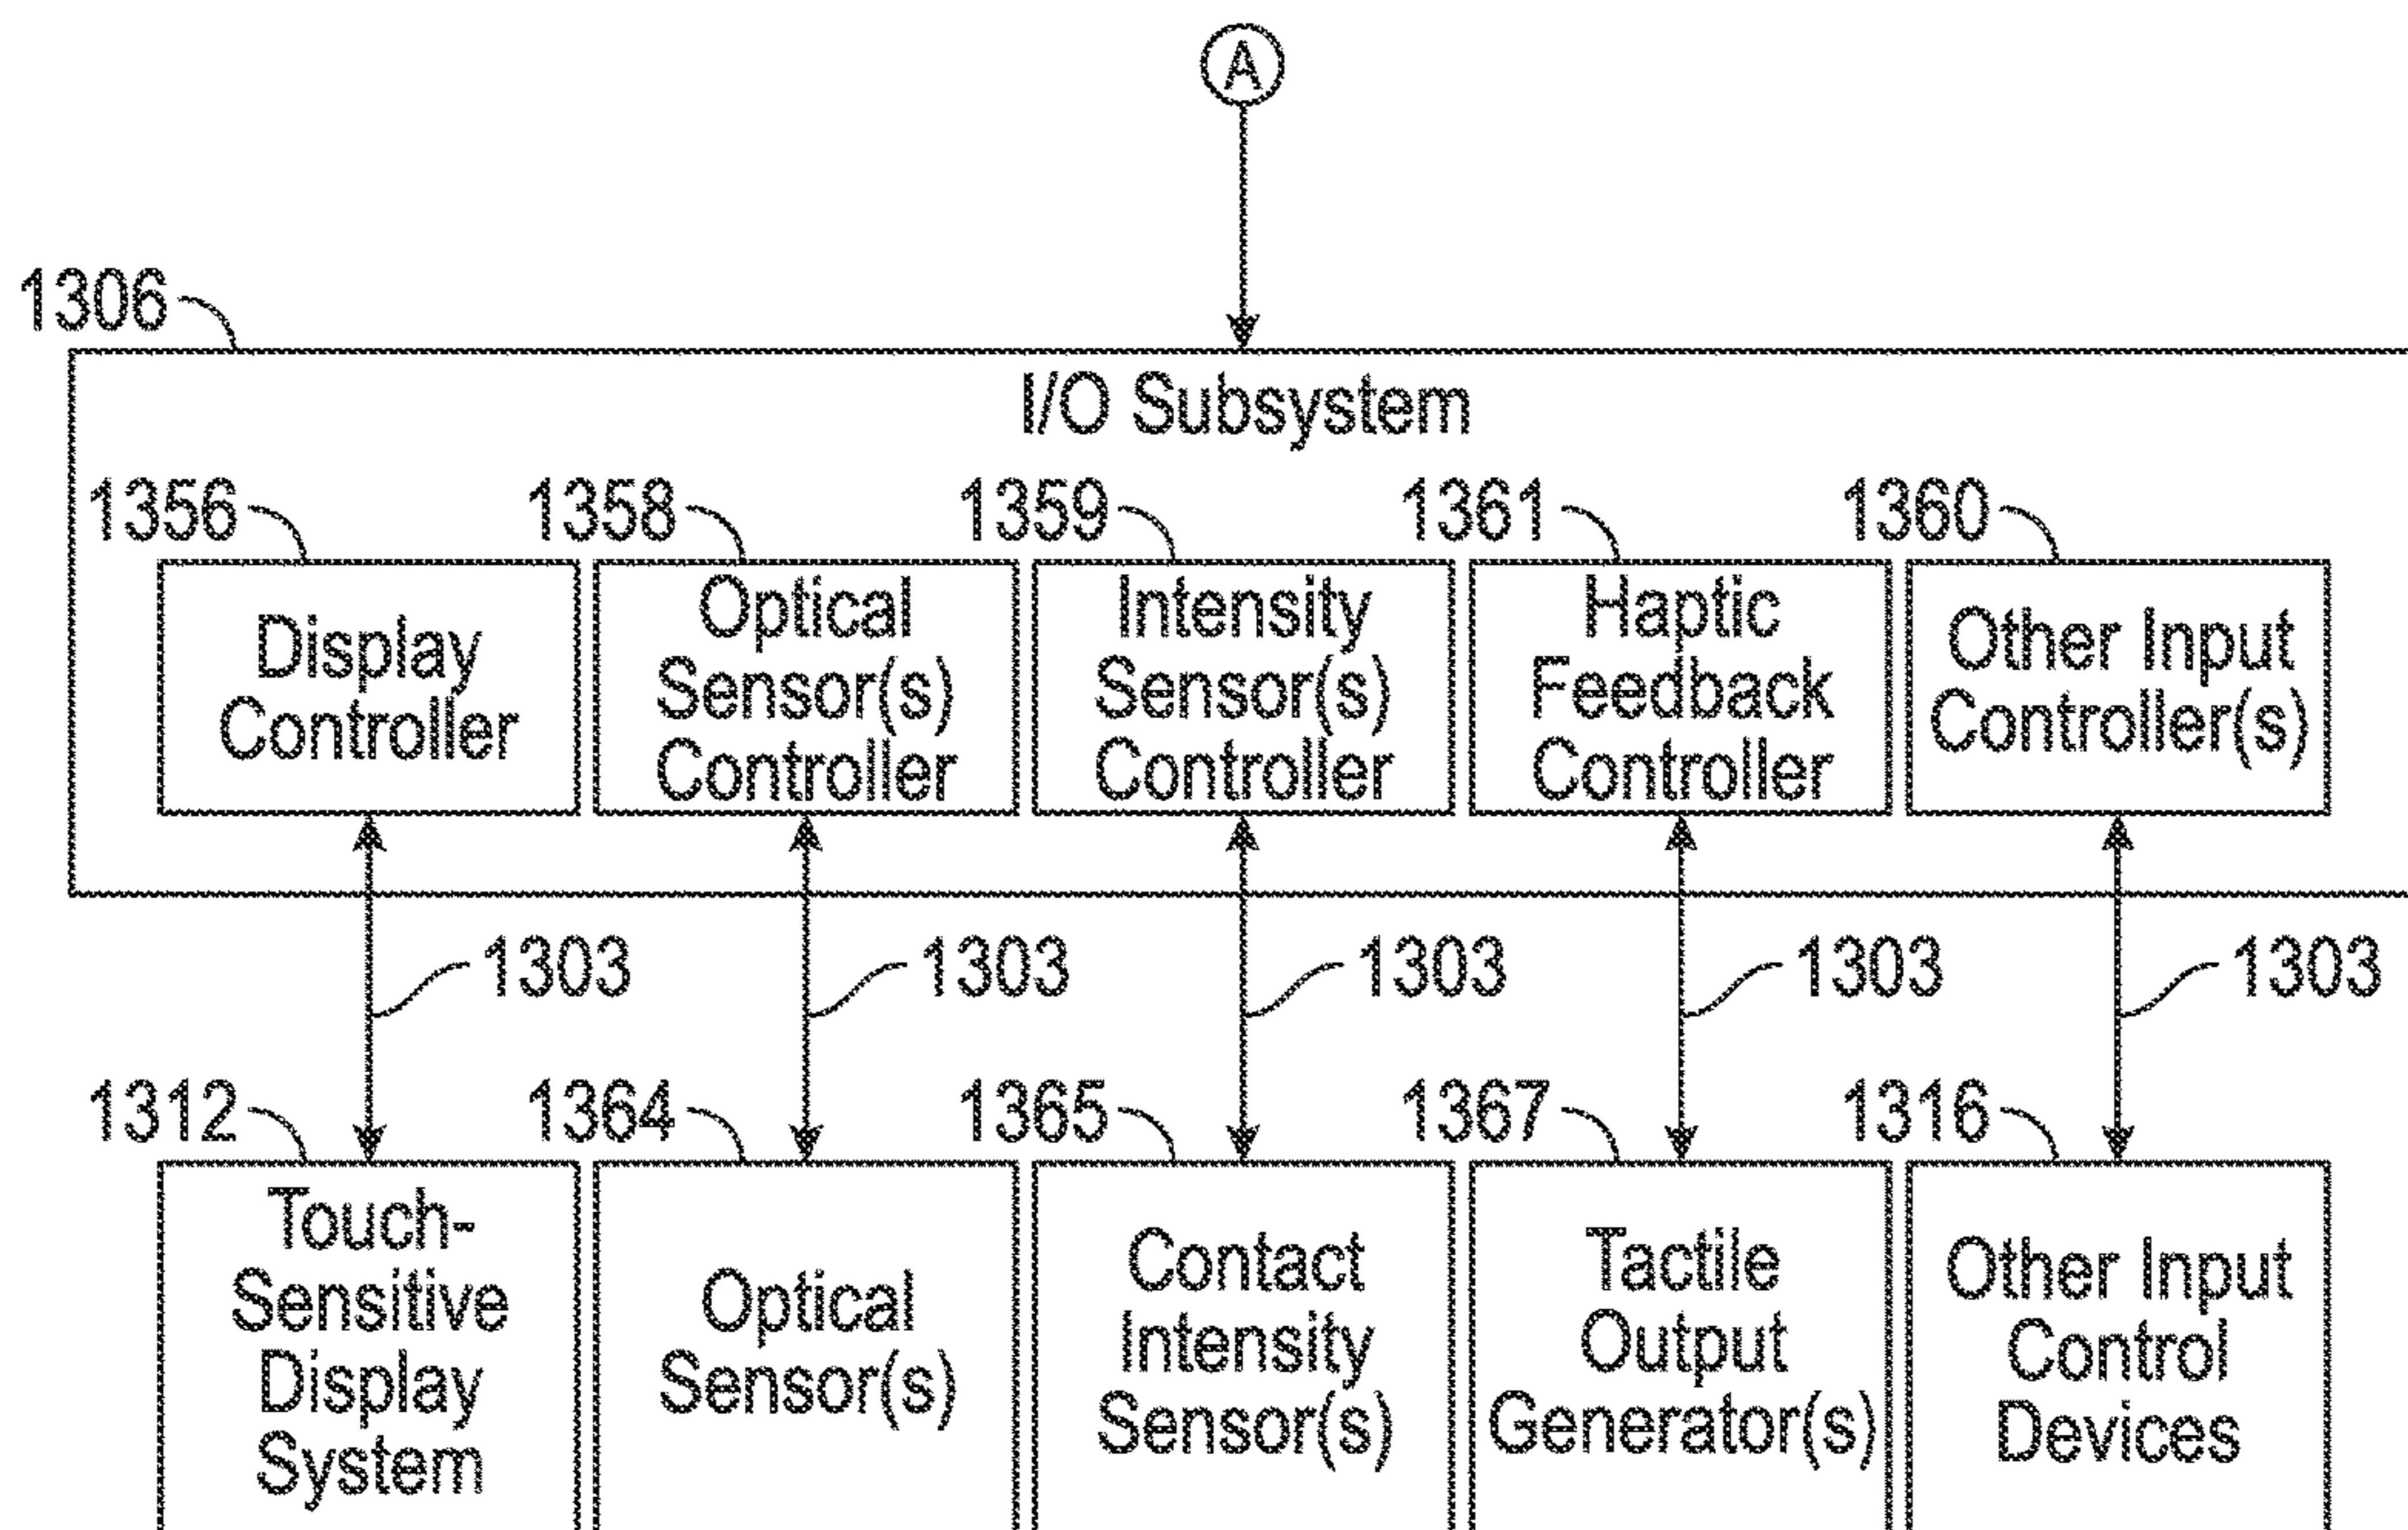 A
1306
I/O Subsystem
1356
1358
1359
1361
1360
Display
Controller
Optical
Sensor(s)
Controller
Intensity
Sensor(s)
Controller
Haptic
Feedback
Controller
Other Input
Controller(s)
1303
1303
1303
1303
1303
1312
1364
1365
1367
1316
Touch-
Sensitive
Display
System
Optical
Sensor(s)
Contact
Intensity
Sensor(s)
Tactile
Output
Generator(s)
Other Input
Control
Devices